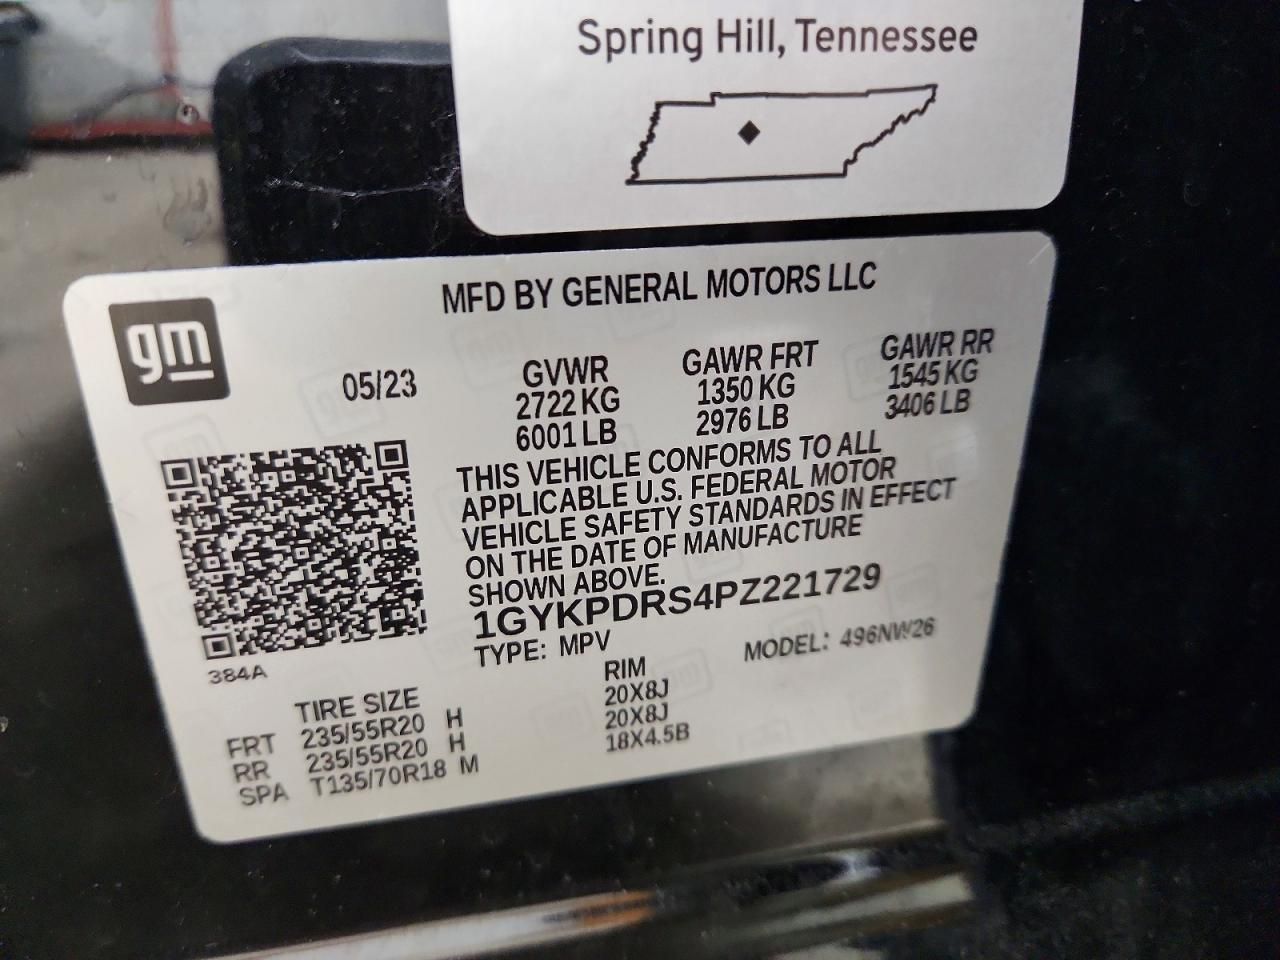 Spring Hill, Tennessee
gm
MFD BY GENERAL MOTORS LLC
05/23
GVWR
2722 KG
6001 LB
GAWR FRT
1350 KG
2976 LB
GAWR RR
1545 KG
3406 LB
THIS VEHICLE CONFORMS TO ALL
APPLICABLE U.S. FEDERAL MOTOR
VEHICLE SAFETY STANDARDS IN EFFECT
ON THE DATE OF MANUFACTURE
SHOWN ABOVE.
1GYKPDRS4PZ221729
TYPE: MPV MODEL: 496NW26
384A
TIRE SIZE RIM
FRT 235/55R20 H 20X8J
RR 235/55R20 H 20X8J
SPA T135/70R18 M 18X4.5B